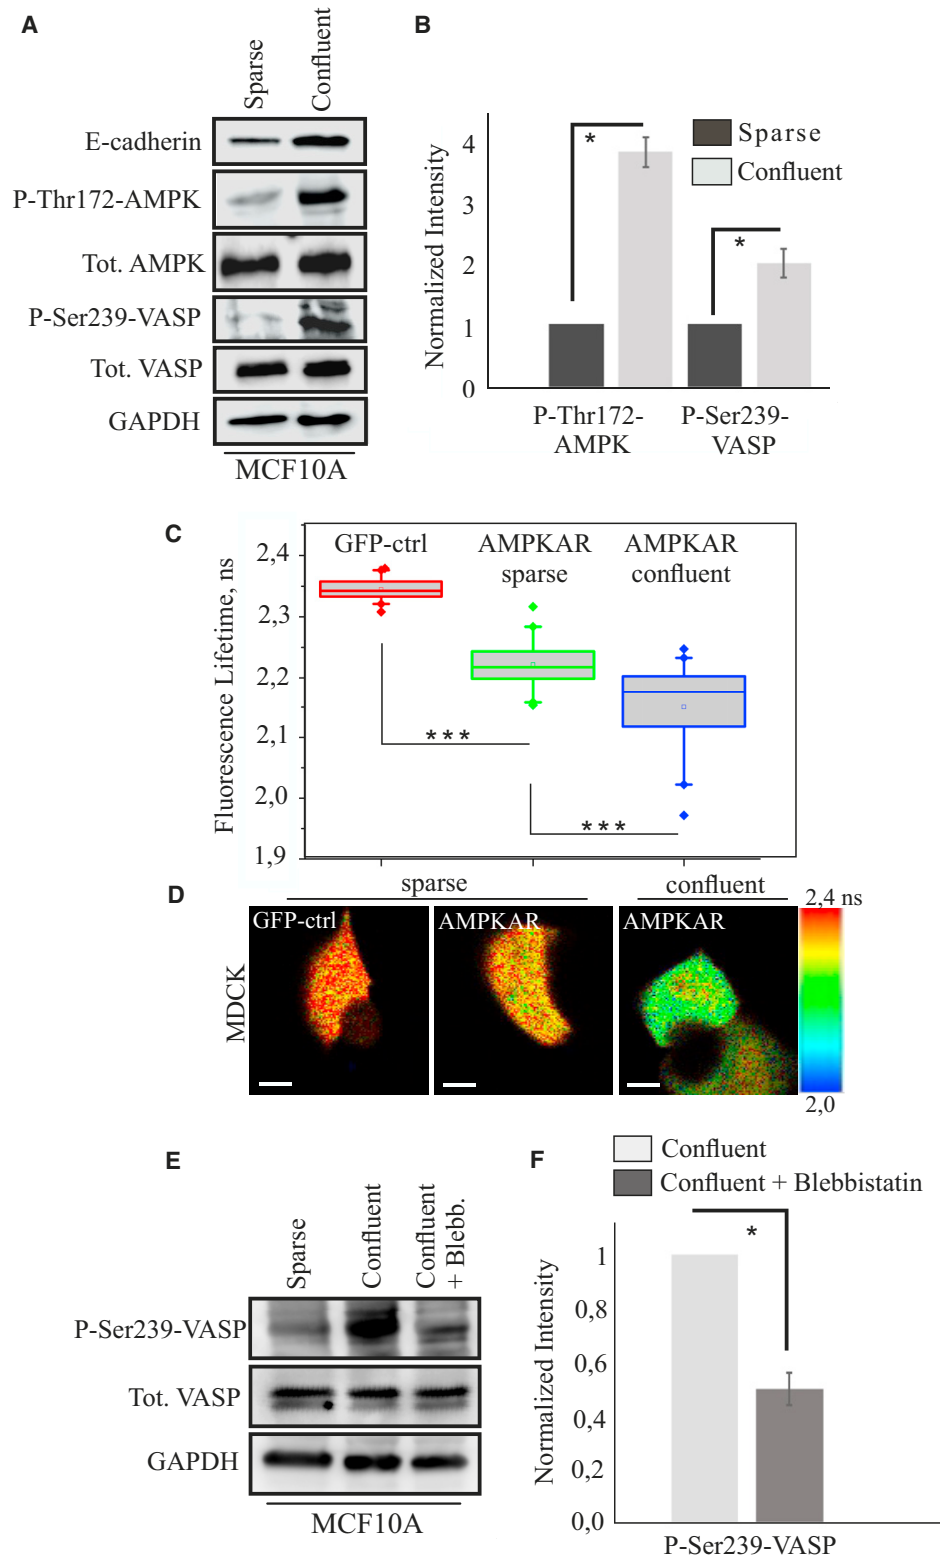 A
Sparse
Confluent
E-cadherin
P-Thr172-AMPK
Tot. AMPK
P-Ser239-VASP
Tot. VASP
GAPDH
MCF10A
B
Normalized Intensity
4
3
2
1
0
*
*
Sparse
Confluent
P-Thr172-
AMPK
P-Ser239-
VASP
C
Fluorescence Lifetime, ns
2,4
2,3
2,2
2,1
2,0
1,9
GFP-ctrl
AMPKAR
sparse
AMPKAR
confluent
***
***
D
sparse
confluent
MDCK
GFP-ctrl
AMPKAR
AMPKAR
2,4 ns
2,0
E
Sparse
Confluent
Confluent
+ Blebb.
P-Ser239-VASP
Tot. VASP
GAPDH
MCF10A
F
Confluent
Confluent + Blebbistatin
*
Normalized Intensity
1
0,8
0,6
0,4
0,2
0,0
P-Ser239-VASP